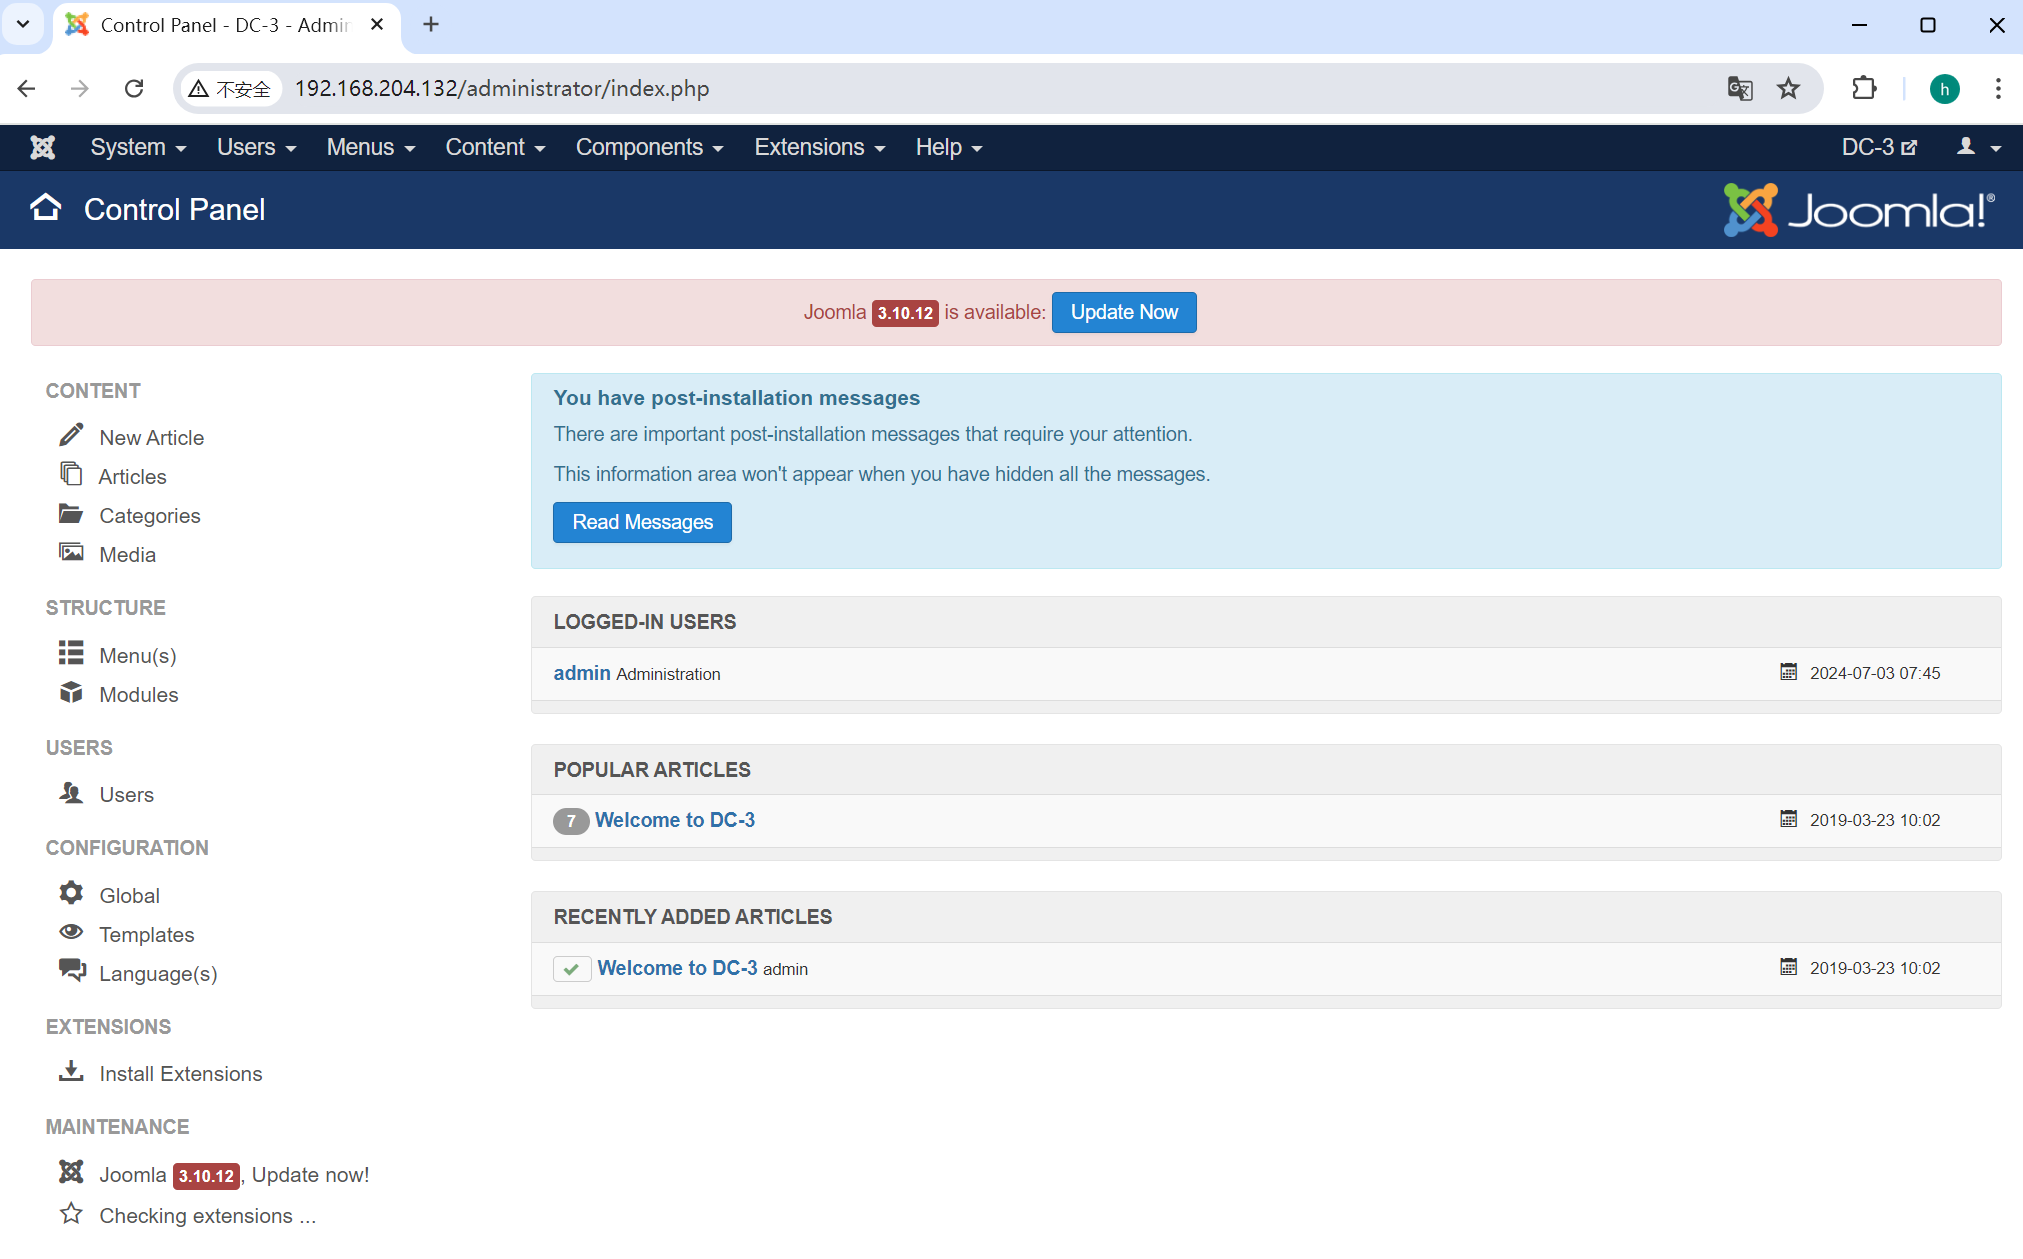 Control Panel - DC-3 - Admin
不安全
192.168.204.132/administrator/index.php
h
System Users Menus Content Components Extensions Help DC-3
Control Panel
Joomla!®
Joomla 3.10.12 is available: Update Now
CONTENT
New Article
Articles
Categories
Media
STRUCTURE
Menu(s)
Modules
USERS
Users
CONFIGURATION
Global
Templates
Language(s)
EXTENSIONS
Install Extensions
MAINTENANCE
Joomla 3.10.12, Update now!
Checking extensions ...
You have post-installation messages
There are important post-installation messages that require your attention.
This information area won't appear when you have hidden all the messages.
Read Messages
LOGGED-IN USERS
admin Administration 2024-07-03 07:45
POPULAR ARTICLES
7 Welcome to DC-3 2019-03-23 10:02
RECENTLY ADDED ARTICLES
Welcome to DC-3 admin 2019-03-23 10:02